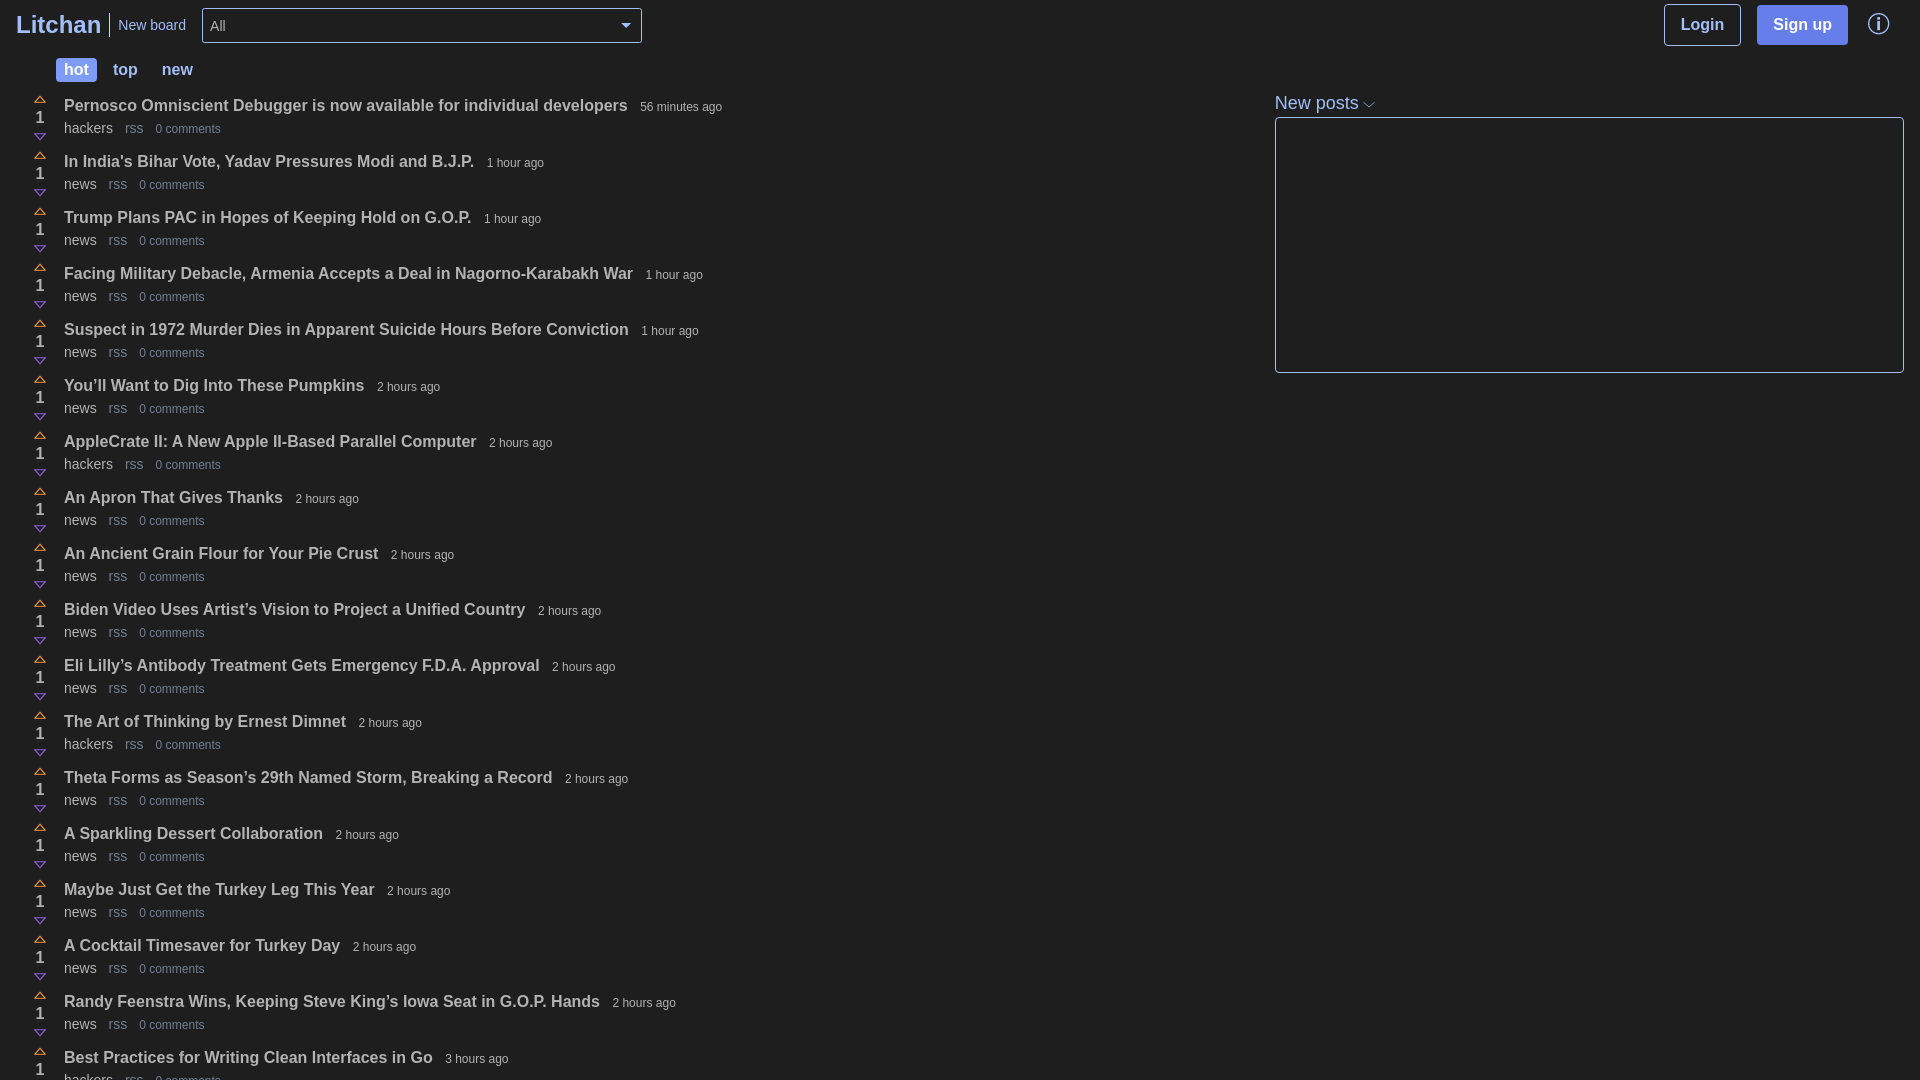 Litchan New board All Login Sign up
hot top new
New posts
1 Pernosco Omniscient Debugger is now available for individual developers 56 minutes ago
hackers rss 0 comments
1 In India's Bihar Vote, Yadav Pressures Modi and B.J.P. 1 hour ago
news rss 0 comments
1 Trump Plans PAC in Hopes of Keeping Hold on G.O.P. 1 hour ago
news rss 0 comments
1 Facing Military Debacle, Armenia Accepts a Deal in Nagorno-Karabakh War 1 hour ago
news rss 0 comments
1 Suspect in 1972 Murder Dies in Apparent Suicide Hours Before Conviction 1 hour ago
news rss 0 comments
1 You’ll Want to Dig Into These Pumpkins 2 hours ago
news rss 0 comments
1 AppleCrate II: A New Apple II-Based Parallel Computer 2 hours ago
hackers rss 0 comments
1 An Apron That Gives Thanks 2 hours ago
news rss 0 comments
1 An Ancient Grain Flour for Your Pie Crust 2 hours ago
news rss 0 comments
1 Biden Video Uses Artist’s Vision to Project a Unified Country 2 hours ago
news rss 0 comments
1 Eli Lilly’s Antibody Treatment Gets Emergency F.D.A. Approval 2 hours ago
news rss 0 comments
1 The Art of Thinking by Ernest Dimnet 2 hours ago
hackers rss 0 comments
1 Theta Forms as Season’s 29th Named Storm, Breaking a Record 2 hours ago
news rss 0 comments
1 A Sparkling Dessert Collaboration 2 hours ago
news rss 0 comments
1 Maybe Just Get the Turkey Leg This Year 2 hours ago
news rss 0 comments
1 A Cocktail Timesaver for Turkey Day 2 hours ago
news rss 0 comments
1 Randy Feenstra Wins, Keeping Steve King’s Iowa Seat in G.O.P. Hands 2 hours ago
news rss 0 comments
1 Best Practices for Writing Clean Interfaces in Go 3 hours ago
hackers rss 0 comments